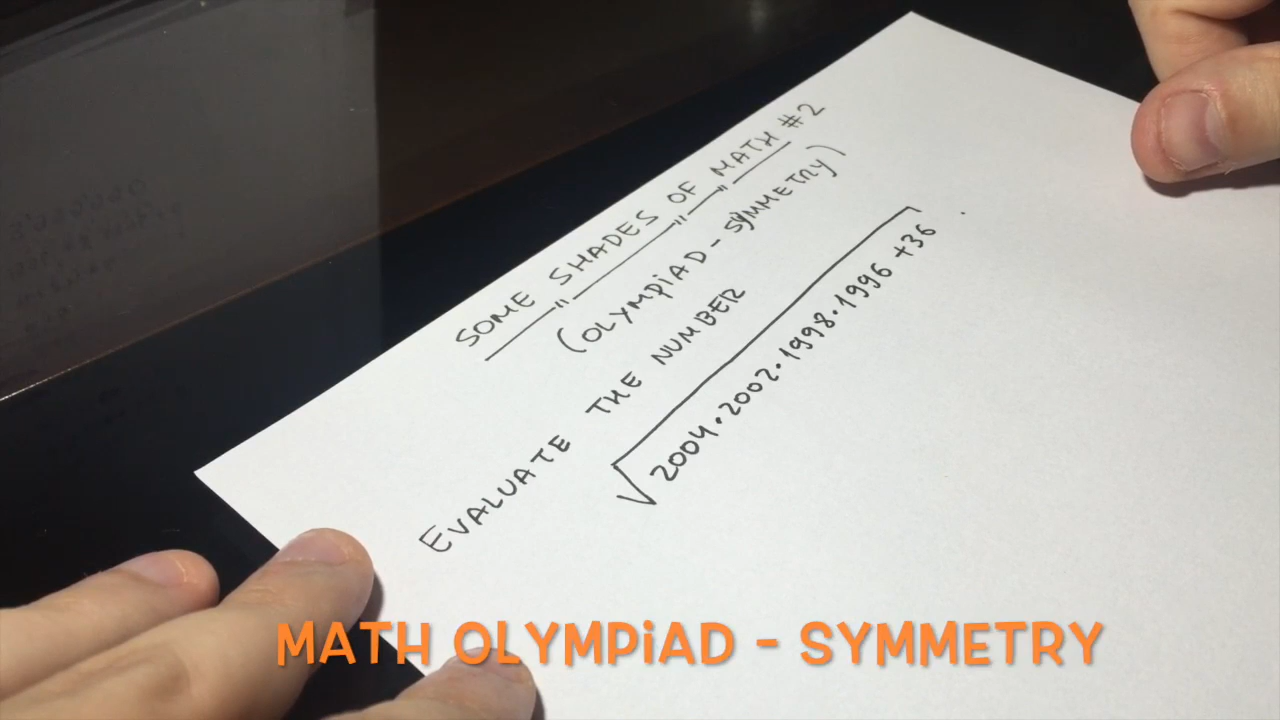 SOME SHADES OF MATH #2
(OLYMPiAD - SYMMETRY)
EVALUATE THE NUMBER
√2004·2002·1998·1996 +36 .
MATH OLYMPiAD - SYMMETRY